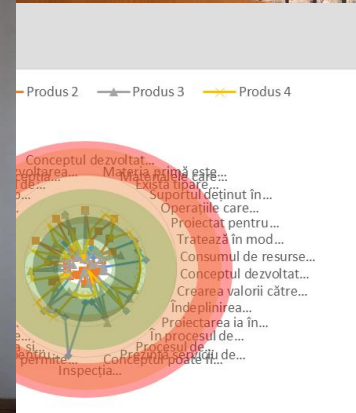 Produs 2 Produs 3 Produs 4
Conceptul dezvoltat...
Materia primă este...
Materialele care...
Există tipare...
Suportul deținut în...
Operațiile care...
Proiectat pentru...
Tratează în mod...
Consumul de resurse...
Conceptul dezvoltat...
Crearea valorii către...
Îndeplinirea...
Proiectarea ia în...
În procesul de...
Procesul de...
Prezintă serviciu de...
Conceptul poate fi...
Inspecția...
permite...